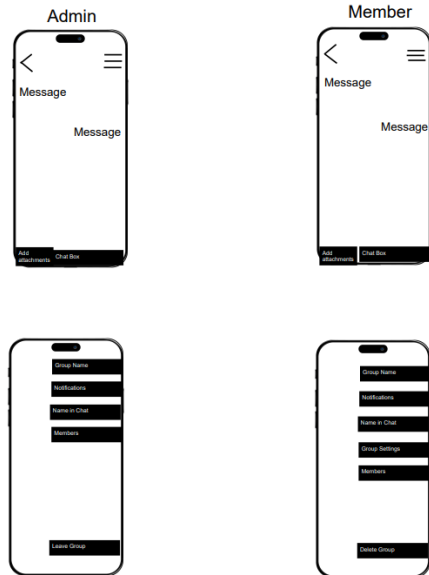 Admin
Member
Message
Message
Add
attachments
Chat Box
Message
Message
Add
attachments
Chat Box
Group Name
Notifications
Name in Chat
Members
Leave Group
Group Name
Notifications
Name in Chat
Group Settings
Members
Delete Group